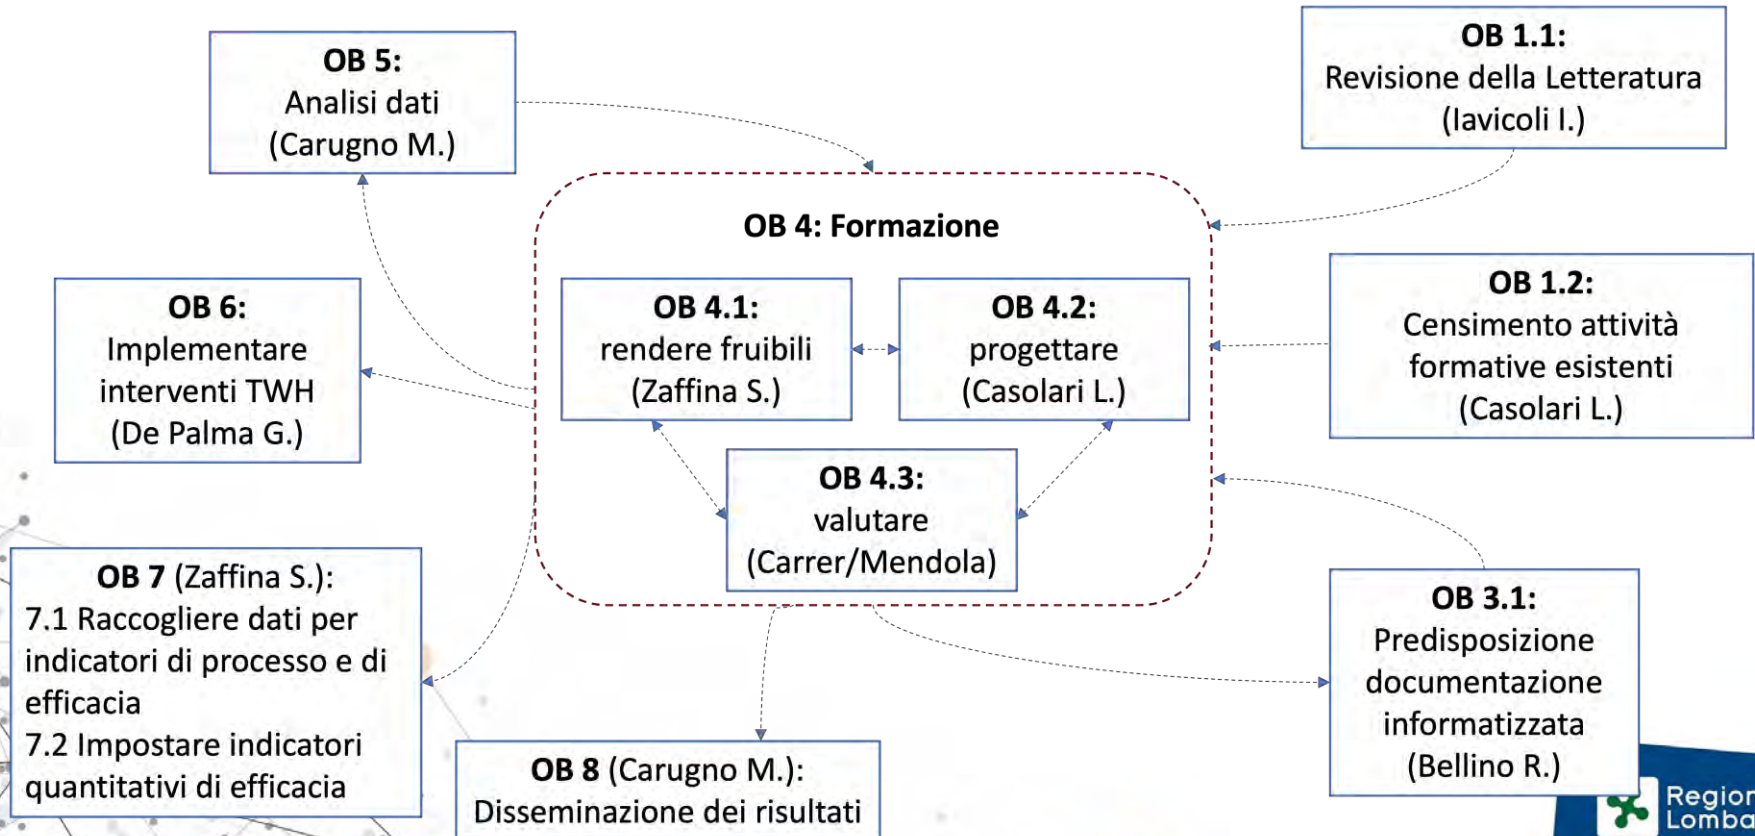 OB 5:
Analisi dati
(Carugno M.)
OB 1.1:
Revisione della Letteratura
(Iavicoli I.)
OB 4: Formazione
OB 6:
Implementare
interventi TWH
(De Palma G.)
OB 4.1:
rendere fruibili
(Zaffina S.)
OB 4.2:
progettare
(Casolari L.)
OB 1.2:
Censimento attività
formative esistenti
(Casolari L.)
OB 4.3:
valutare
(Carrer/Mendola)
OB 7 (Zaffina S.):
7.1 Raccogliere dati per
indicatori di processo e di
efficacia
7.2 Impostare indicatori
quantitativi di efficacia
OB 3.1:
Predisposizione
documentazione
informatizzata
(Bellino R.)
OB 8 (Carugno M.):
Disseminazione dei risultati
Region
Lomba